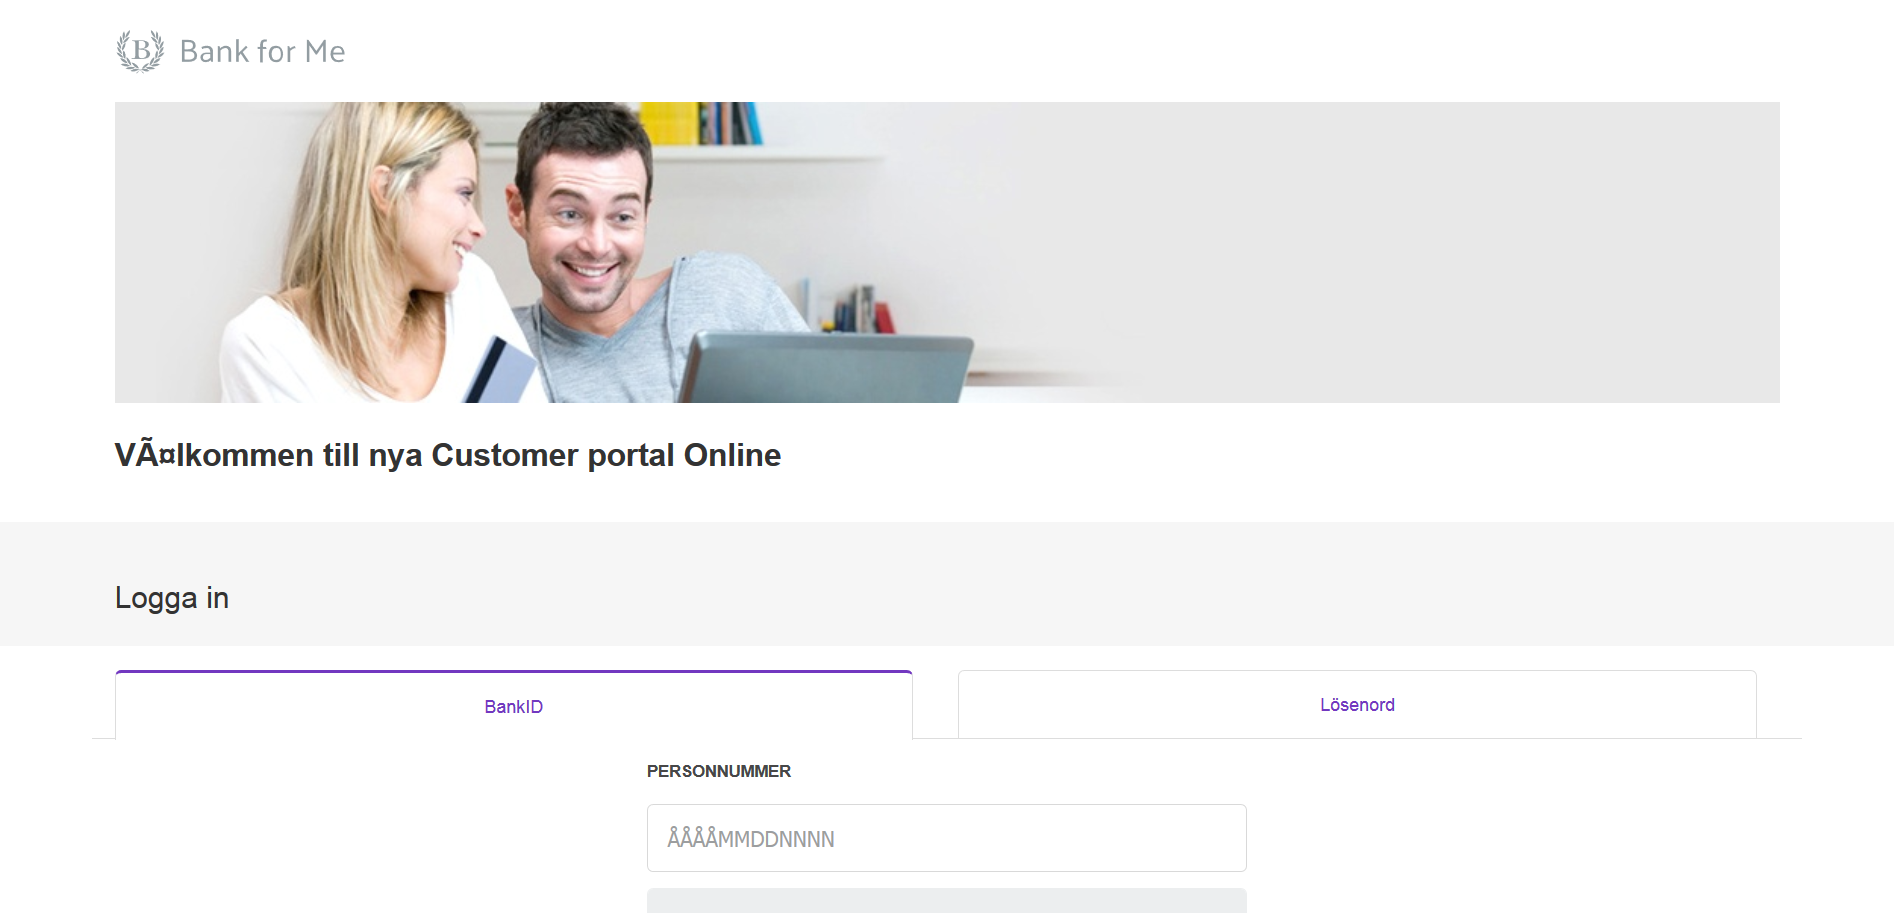 B Bank for Me
VÃ¤lkommen till nya Customer portal Online
Logga in
BankID
Lösenord
PERSONNUMMER
ÅÅÅÅMMDDNNNN